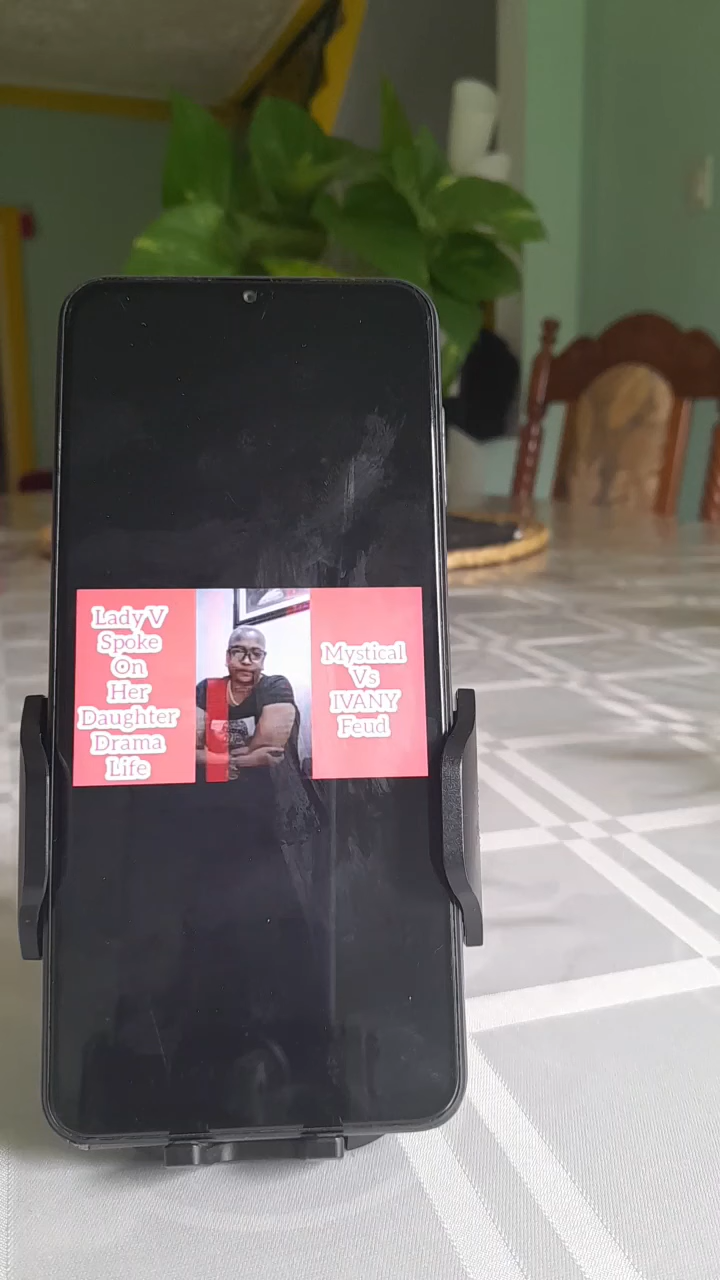 Lady V
Spoke
On
Her
Daughter
Drama
Life
Mystical
Vs
IVANY
Feud